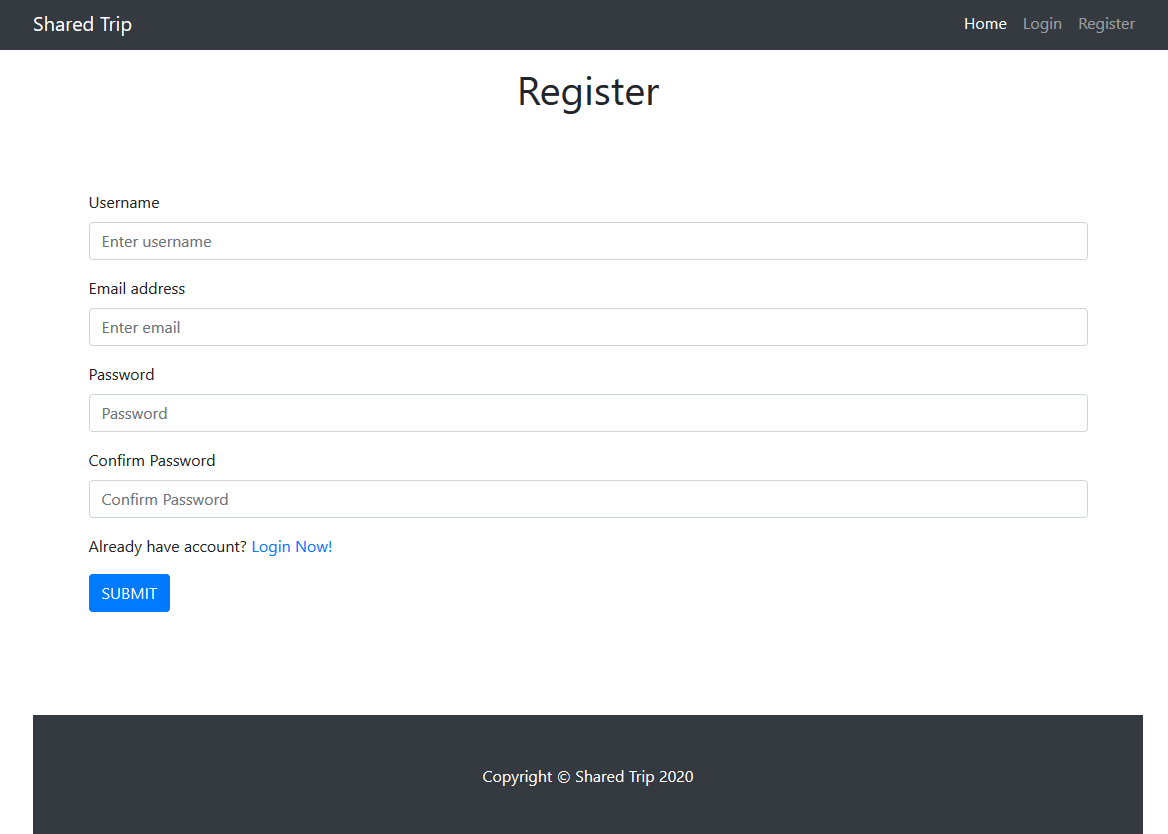 Shared Trip Home Login Register
Register
Username
Enter username
Email address
Enter email
Password
Password
Confirm Password
Confirm Password
Already have account? Login Now!
SUBMIT
Copyright © Shared Trip 2020